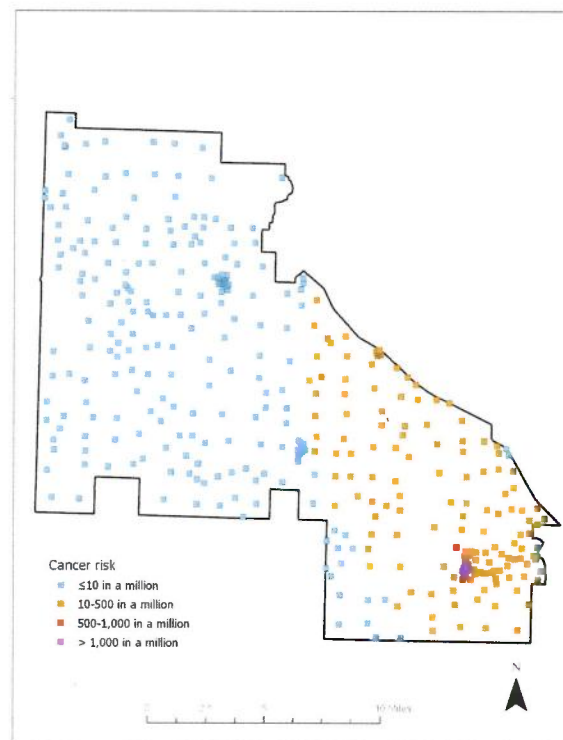 Cancer risk
≤10 in a million
10-500 in a million
500-1,000 in a million
> 1,000 in a million
N
10 Miles